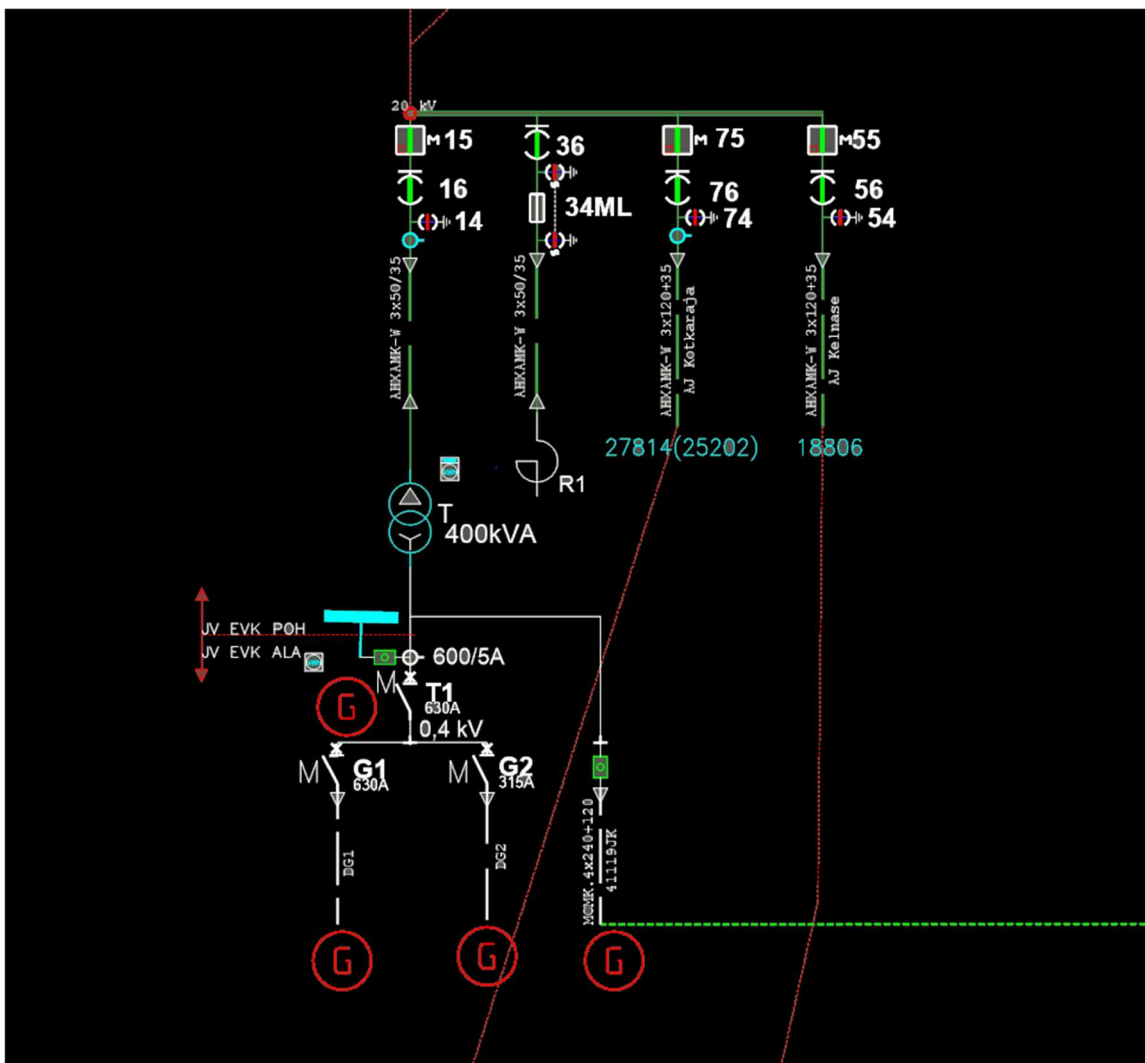 20 kV
M 15
36
M 75
M 55
16
34ML
76
56
14
74
54
AHXAMK-W 3x50/35
AHXAMK-W 3x50/35
AHXAMK-W 3x120+35
AJ Kotkaraja
AHXAMK-W 3x120+35
AJ Kelnase
27814(25202)
18806
R1
T
400kVA
JV EVK POH
JV EVK ALA
600/5A
M
T1
630A
G
0,4 kV
M
G1
630A
M
G2
315A
DG1
DG2
MCMK.4x240+120
41119JK
G
G
G